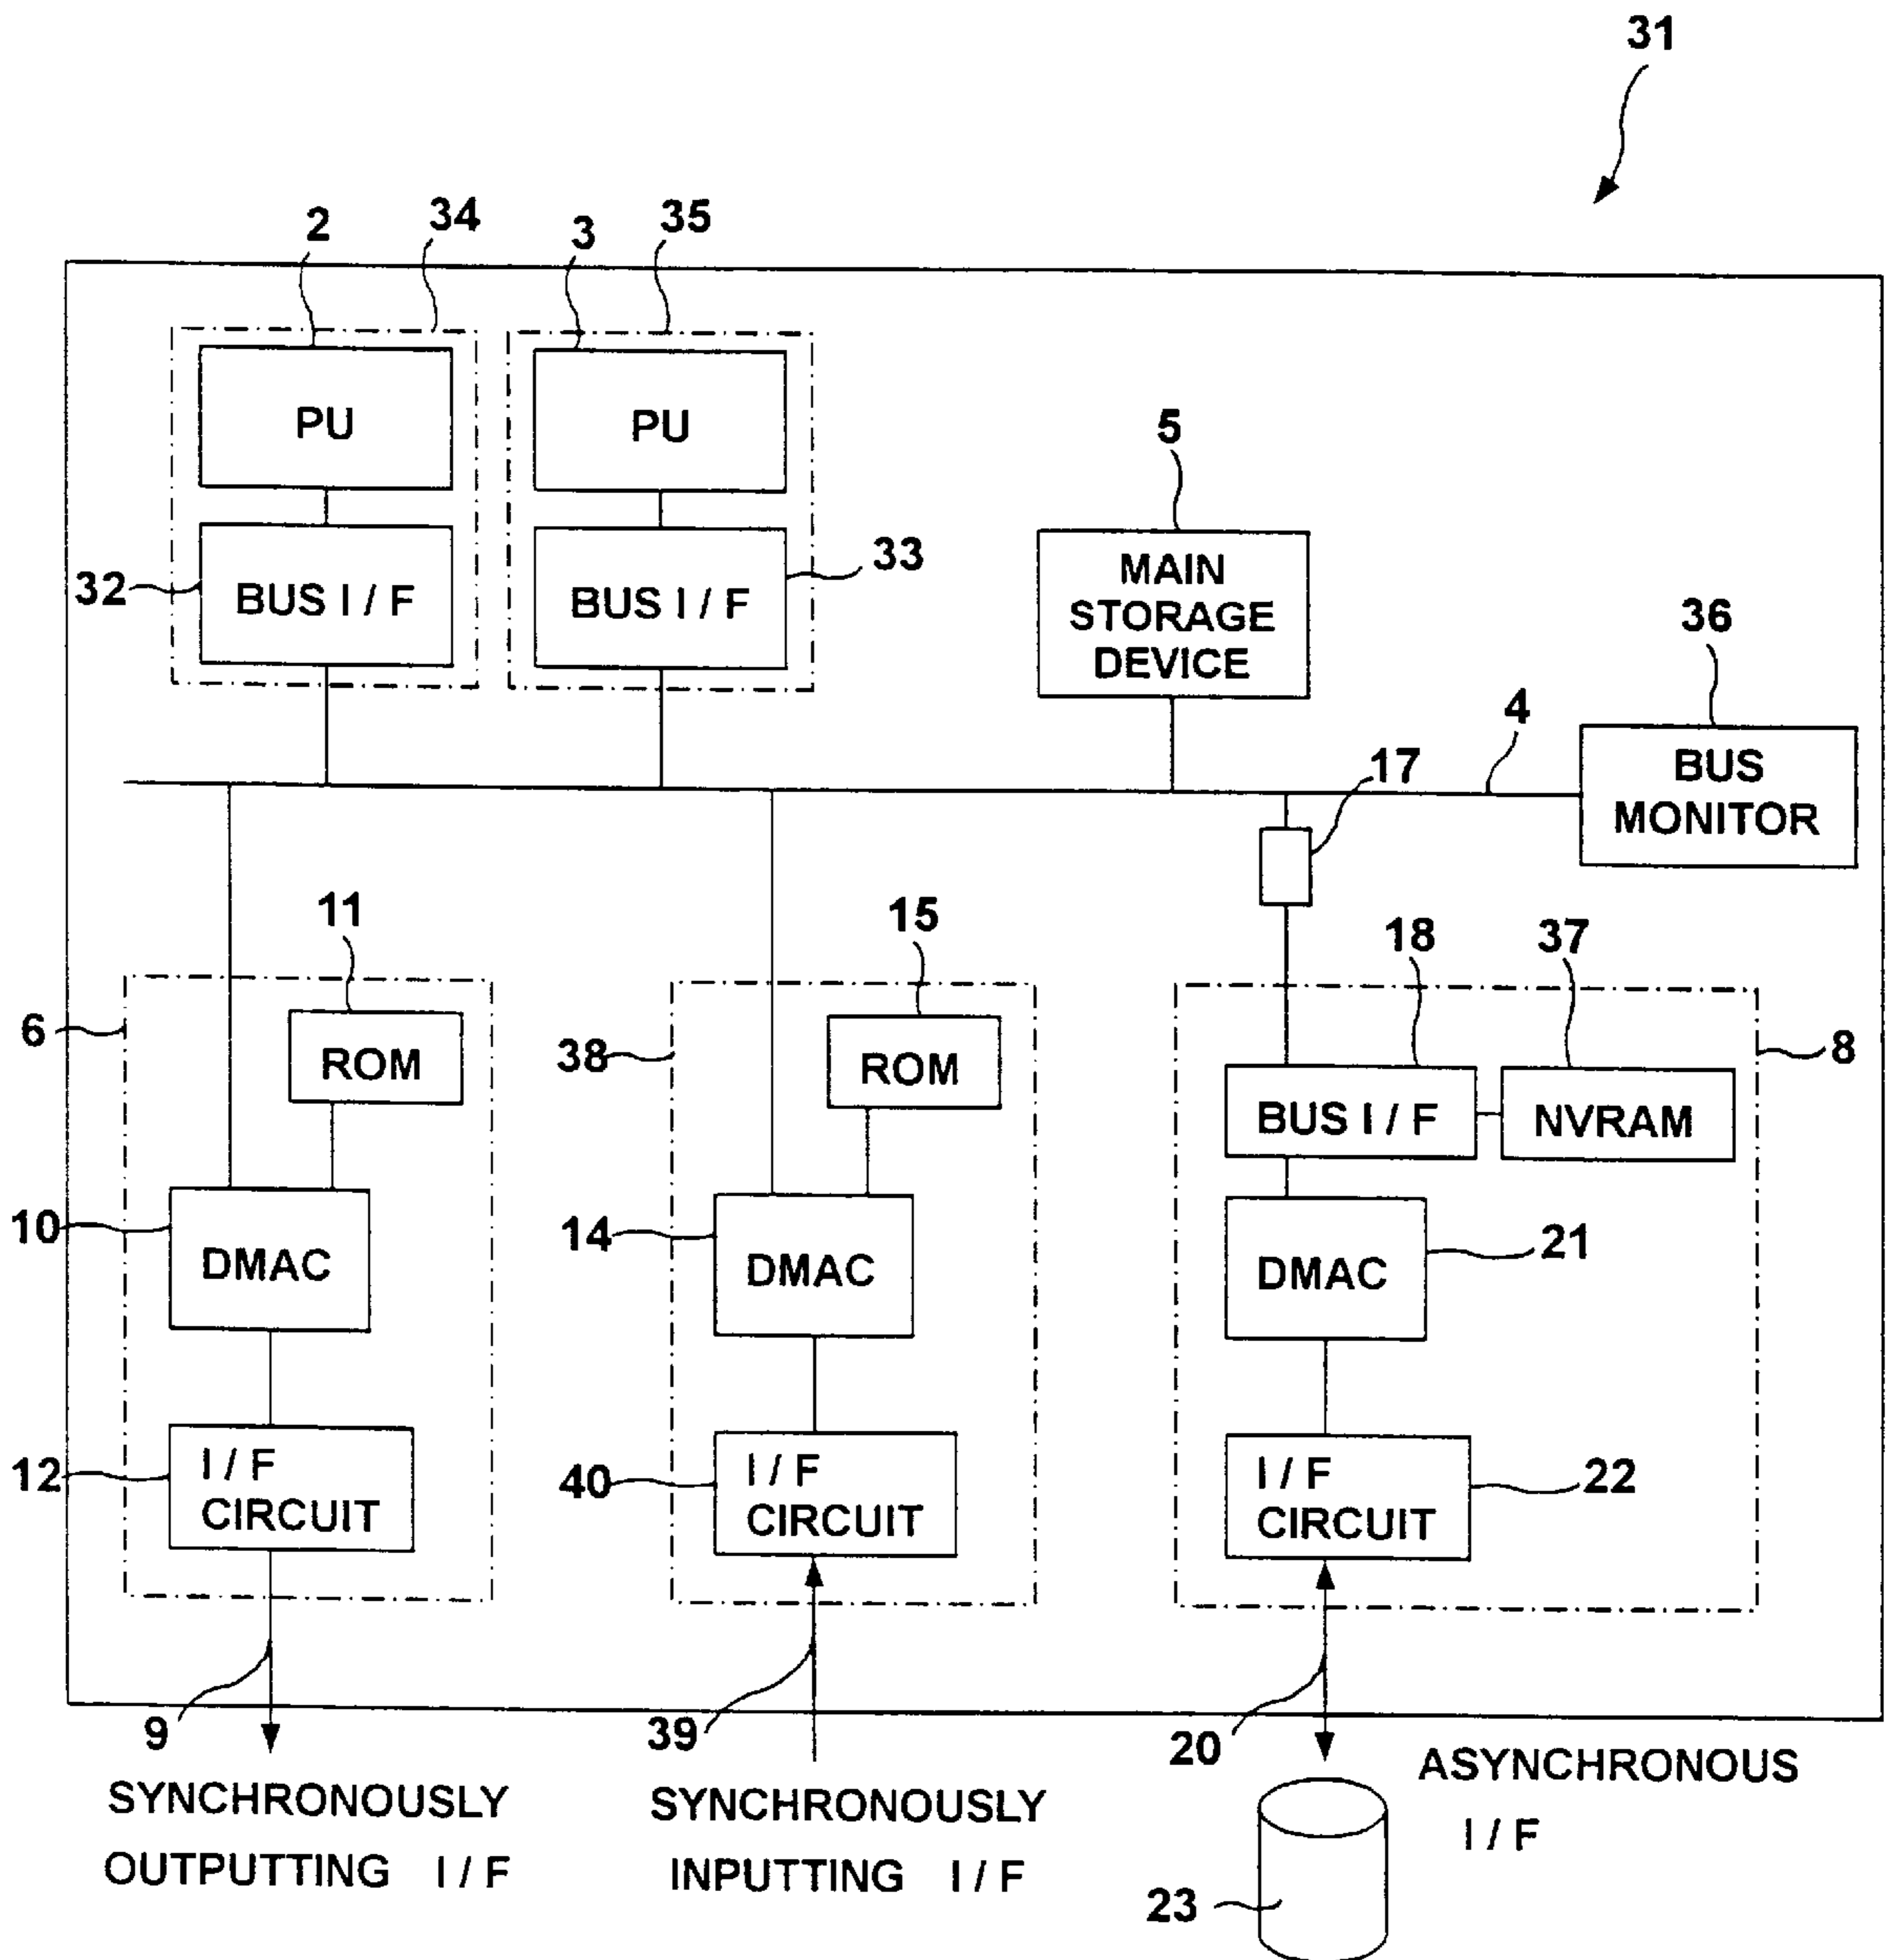 31
2
34
3
35
PU
PU
5
32
BUS I / F
BUS I / F
33
MAIN
STORAGE
DEVICE
36
4
17
BUS
MONITOR
11
15
18
37
6
ROM
38
ROM
8
BUS I / F
NVRAM
10
DMAC
14
DMAC
21
DMAC
12
I / F
CIRCUIT
40
I / F
CIRCUIT
I / F
CIRCUIT
22
9
39
20
SYNCHRONOUSLY
OUTPUTTING I / F
SYNCHRONOUSLY
INPUTTING I / F
ASYNCHRONOUS
I / F
23